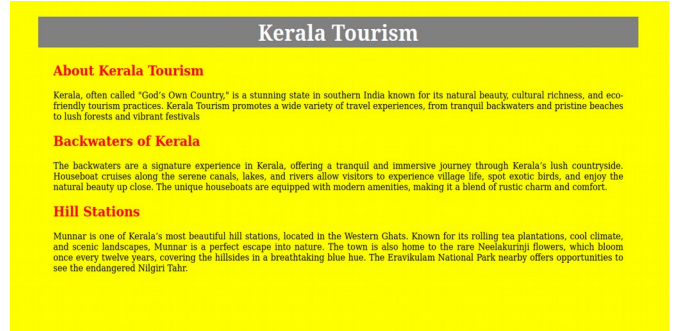 Kerala Tourism
About Kerala Tourism
Kerala, often called "God's Own Country," is a stunning state in southern India known for its natural beauty, cultural richness, and eco-
friendly tourism practices. Kerala Tourism promotes a wide variety of travel experiences, from tranquil backwaters and pristine beaches
to lush forests and vibrant festivals
Backwaters of Kerala
The backwaters are a signature experience in Kerala, offering a tranquil and immersive journey through Kerala's lush countryside.
Houseboat cruises along the serene canals, lakes, and rivers allow visitors to experience village life, spot exotic birds, and enjoy the
natural beauty up close. The unique houseboats are equipped with modern amenities, making it a blend of rustic charm and comfort.
Hill Stations
Munnar is one of Kerala's most beautiful hill stations, located in the Western Ghats. Known for its rolling tea plantations, cool climate,
and scenic landscapes, Munnar is a perfect escape into nature. The town is also home to the rare Neelakurinji flowers, which bloom
once every twelve years, covering the hillsides in a breathtaking blue hue. The Eravikulam National Park nearby offers opportunities to
see the endangered Nilgiri Tahr.